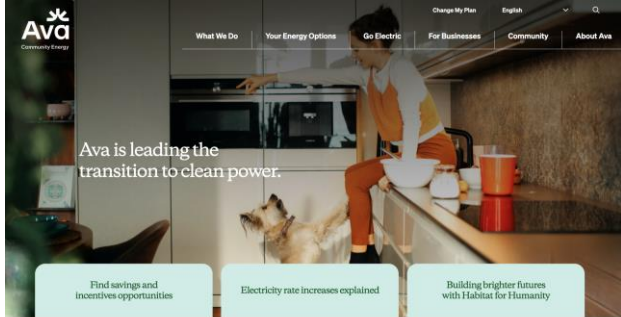 Change My Plan
English
Ava
Community Energy
What We Do
Your Energy Options
Go Electric
For Businesses
Community
About Ava
Ava is leading the
transition to clean power.
Find savings and
incentives opportunities
Electricity rate increases explained
Building brighter futures
with Habitat for Humanity